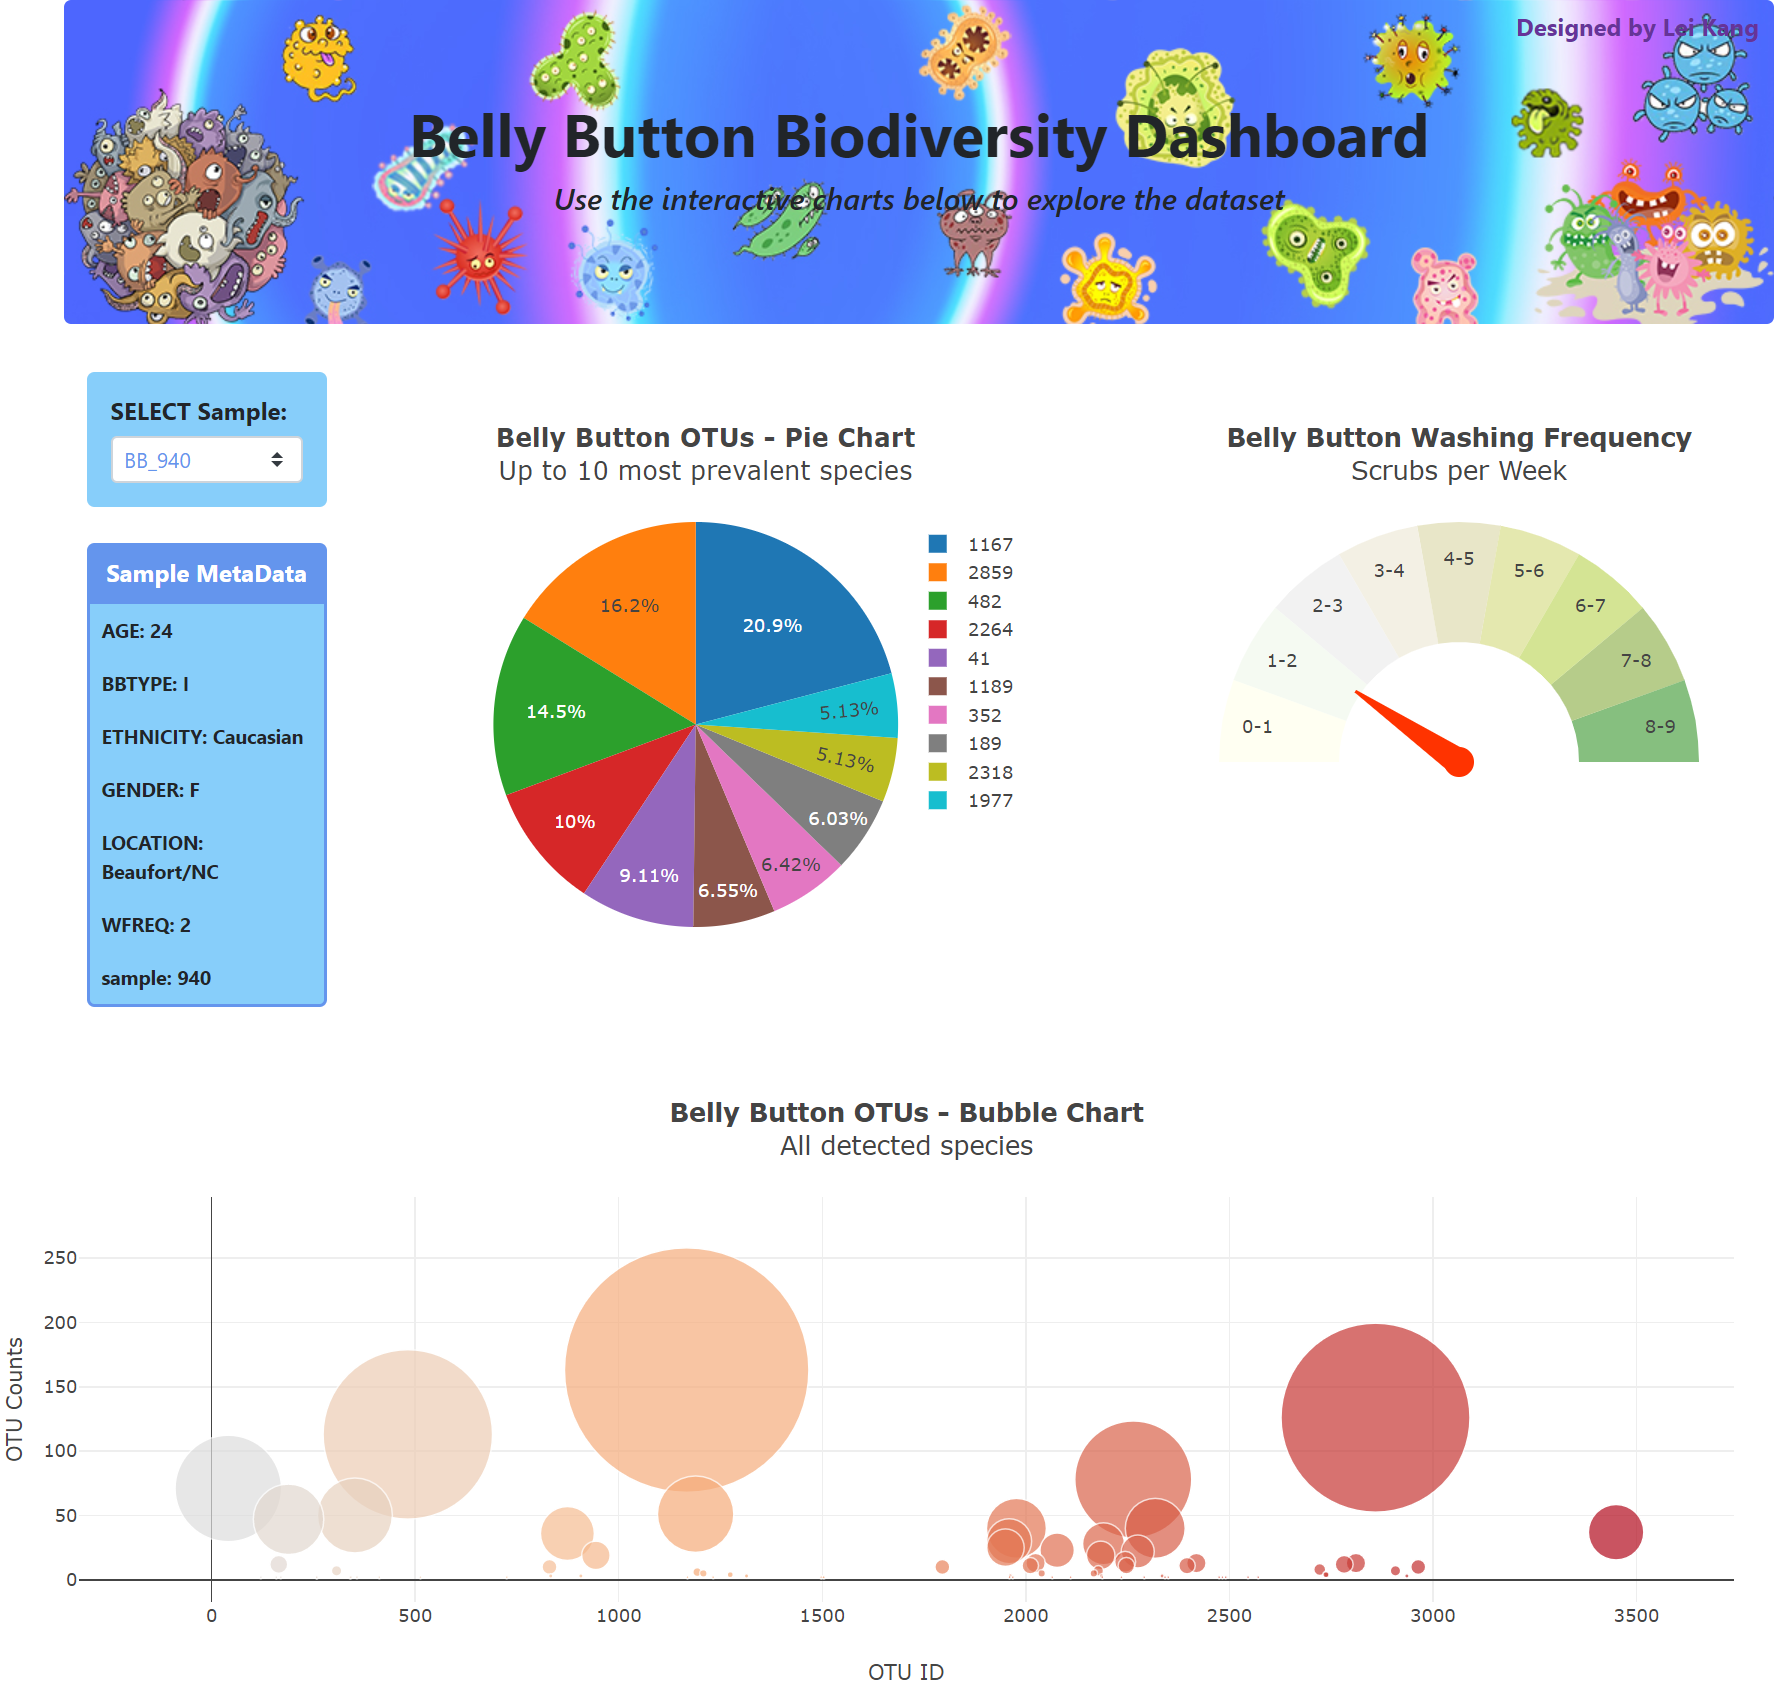 Designed by Lei Kang
Belly Button Biodiversity Dashboard
Use the interactive charts below to explore the dataset
SELECT Sample:
BB_940
Sample MetaData
AGE: 24
BBTYPE: I
ETHNICITY: Caucasian
GENDER: F
LOCATION:
Beaufort/NC
WFREQ: 2
sample: 940
Belly Button OTUs - Pie Chart
Up to 10 most prevalent species
20.9%
16.2%
14.5%
10%
9.11%
6.55%
6.42%
6.03%
5.13%
5.13%
1167
2859
482
2264
41
1189
352
189
2318
1977
Belly Button Washing Frequency
Scrubs per Week
0-1
1-2
2-3
3-4
4-5
5-6
6-7
7-8
8-9
Belly Button OTUs - Bubble Chart
All detected species
OTU Counts
250
200
150
100
50
0
0
500
1000
1500
2000
2500
3000
3500
OTU ID